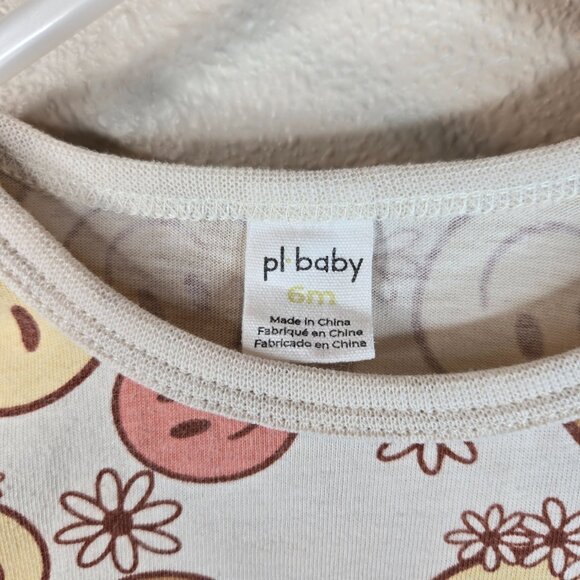 pl·baby
6m
Made in China
Fabriqué en Chine
Fabricado en China